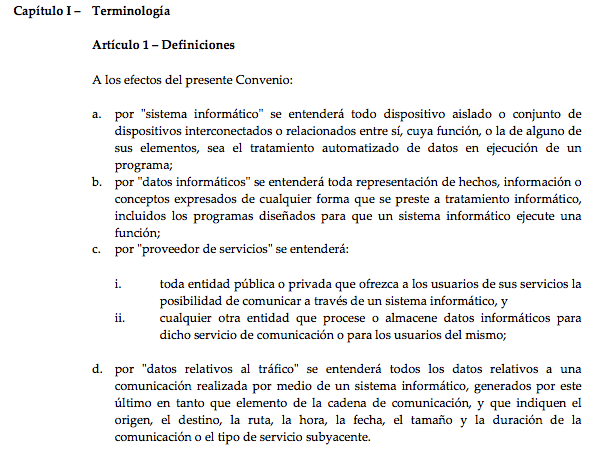 Capítulo I – Terminología
Artículo 1 – Definiciones
A los efectos del presente Convenio:
a. por "sistema informático" se entenderá todo dispositivo aislado o conjunto de
dispositivos interconectados o relacionados entre sí, cuya función, o la de alguno de
sus elementos, sea el tratamiento automatizado de datos en ejecución de un
programa;
b. por "datos informáticos" se entenderá toda representación de hechos, información o
conceptos expresados de cualquier forma que se preste a tratamiento informático,
incluidos los programas diseñados para que un sistema informático ejecute una
función;
c. por "proveedor de servicios" se entenderá:
i. toda entidad pública o privada que ofrezca a los usuarios de sus servicios la
posibilidad de comunicar a través de un sistema informático, y
ii. cualquier otra entidad que procese o almacene datos informáticos para
dicho servicio de comunicación o para los usuarios del mismo;
d. por "datos relativos al tráfico" se entenderá todos los datos relativos a una
comunicación realizada por medio de un sistema informático, generados por este
último en tanto que elemento de la cadena de comunicación, y que indiquen el
origen, el destino, la ruta, la hora, la fecha, el tamaño y la duración de la
comunicación o el tipo de servicio subyacente.